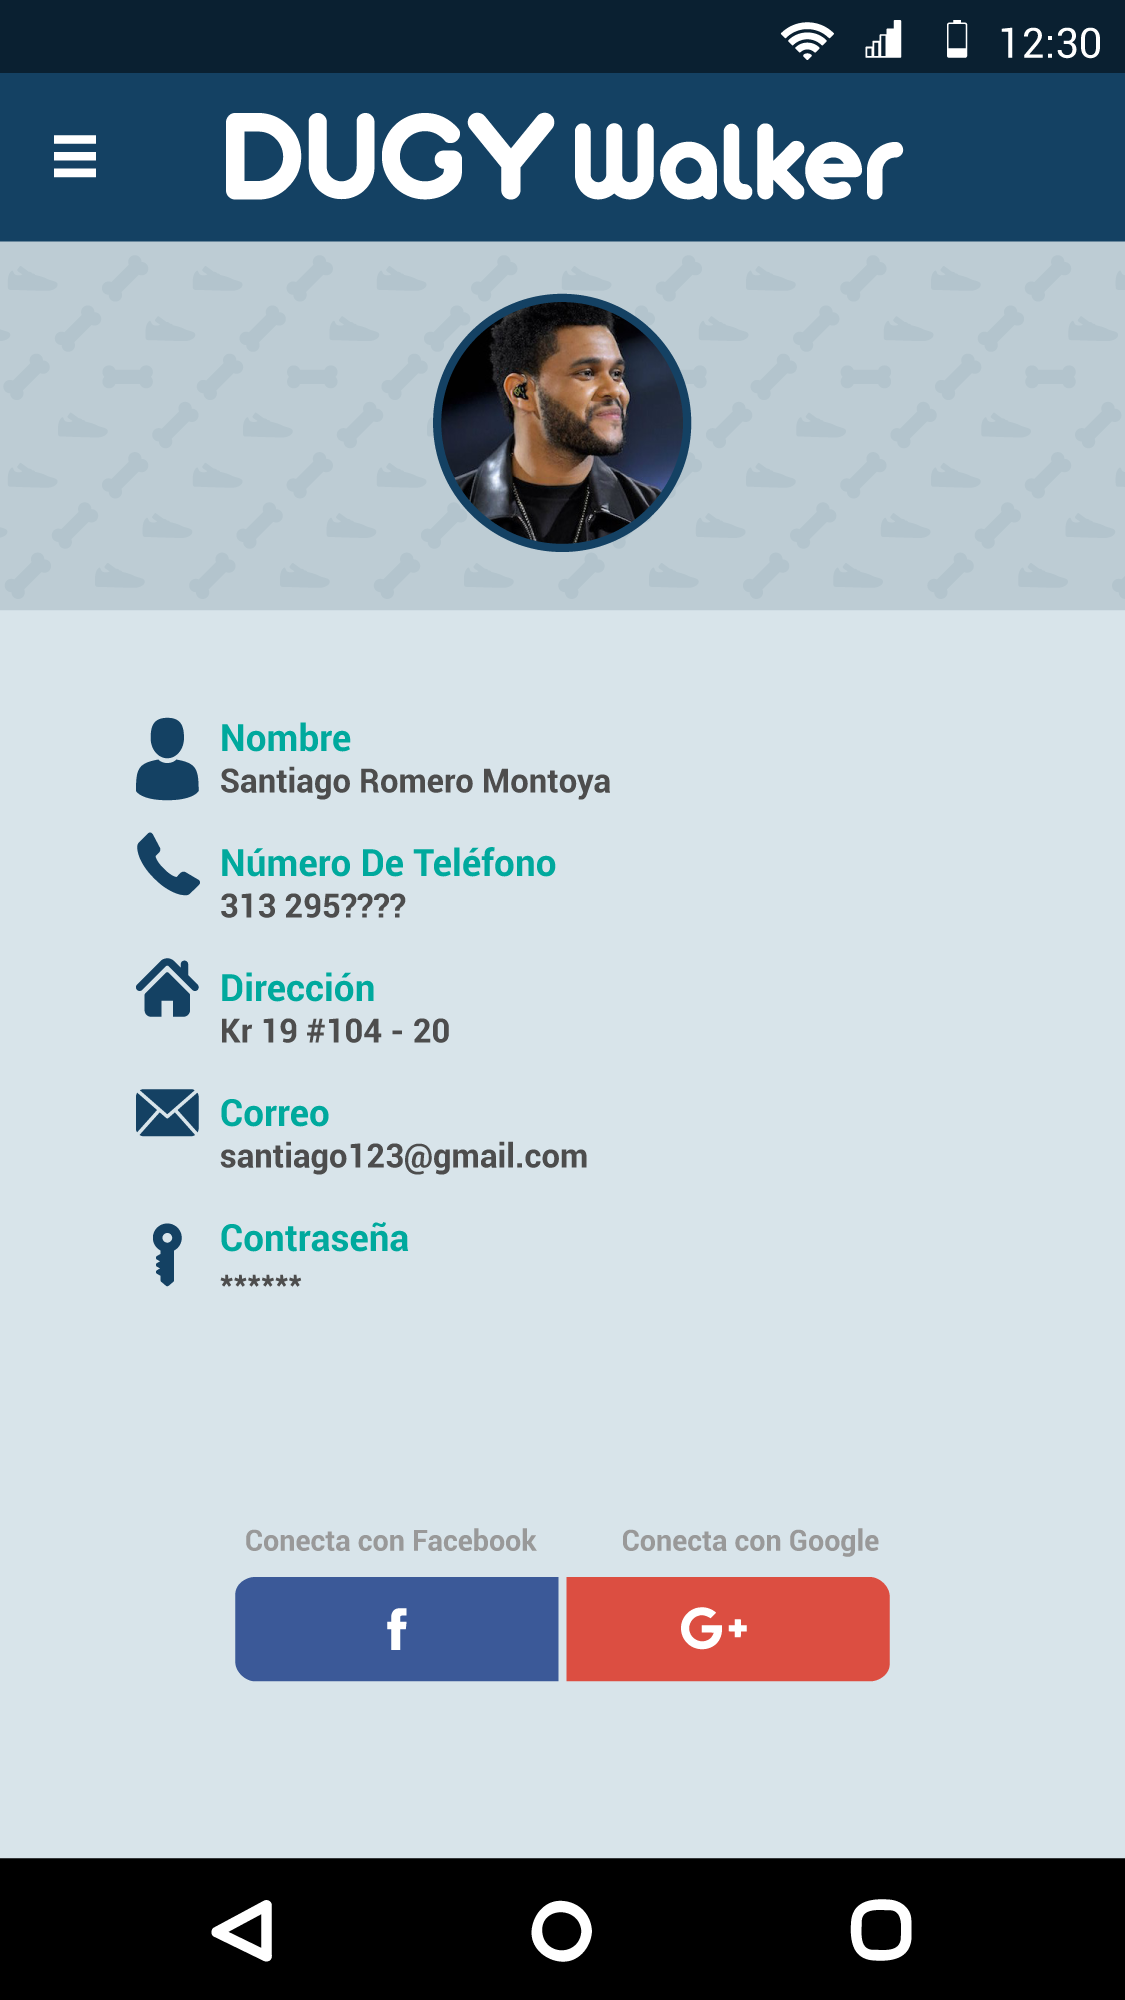 12:30
DUGY Walker
Nombre
Santiago Romero Montoya
Número De Teléfono
313 295????
Dirección
Kr 19 #104 - 20
Correo
santiago123@gmail.com
Contraseña
******
Conecta con Facebook
Conecta con Google
f
G+